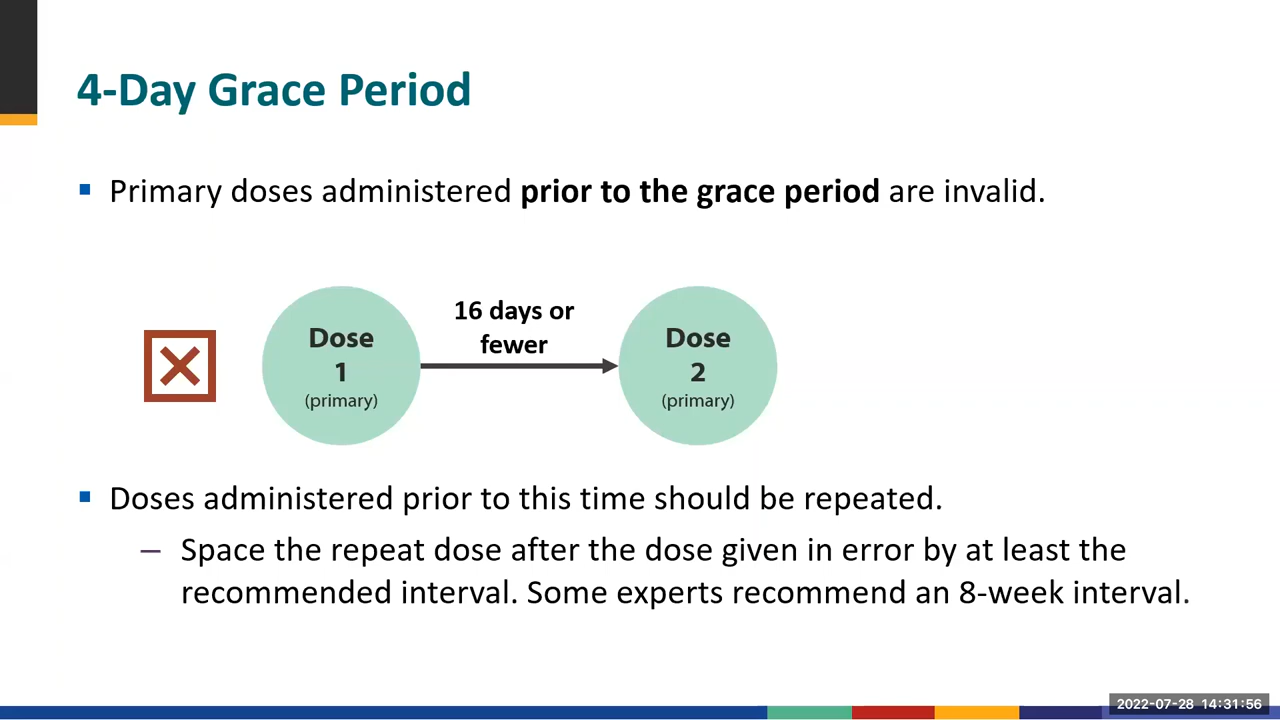 4-Day Grace Period
Primary doses administered prior to the grace period are invalid.
16 days or
fewer
Dose
1
(primary)
Dose
2
(primary)
Doses administered prior to this time should be repeated.
– Space the repeat dose after the dose given in error by at least the
recommended interval. Some experts recommend an 8-week interval.
2022-07-28 14:31:56